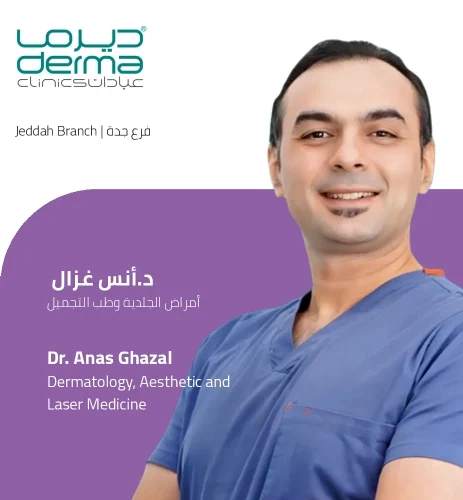 ديرما
derma
clinics عيادات
Jeddah Branch | فرع جدة
د.أنس غزال
أمراض الجلدية وطب التجميل
Dr. Anas Ghazal
Dermatology, Aesthetic and
Laser Medicine